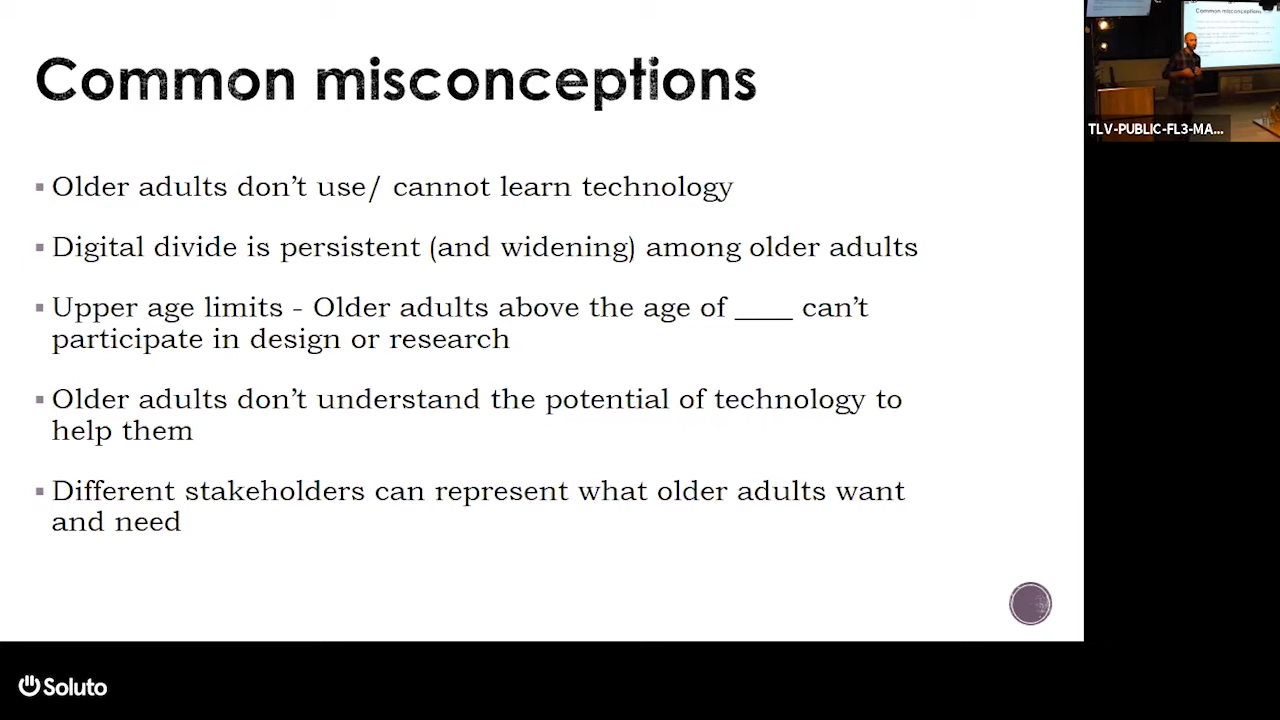 Common misconceptions
▪ Older adults don't use/ cannot learn technology
▪ Digital divide is persistent (and widening) among older adults
▪ Upper age limits - Older adults above the age of ____ can't
participate in design or research
▪ Older adults don't understand the potential of technology to
help them
▪ Different stakeholders can represent what older adults want
and need
Common misconceptions
TLV-PUBLIC-FL3-MA...
Soluto